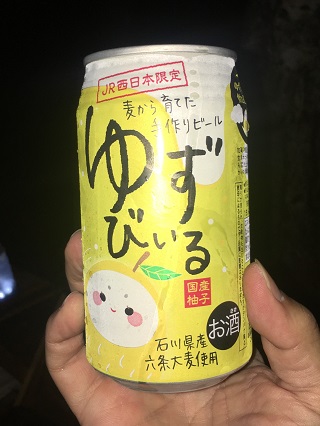 JR西日本限定
麦から育てた
手作りビール
ゆず
びぃる
国産
柚子
お酒
石川県産
六条大麦使用